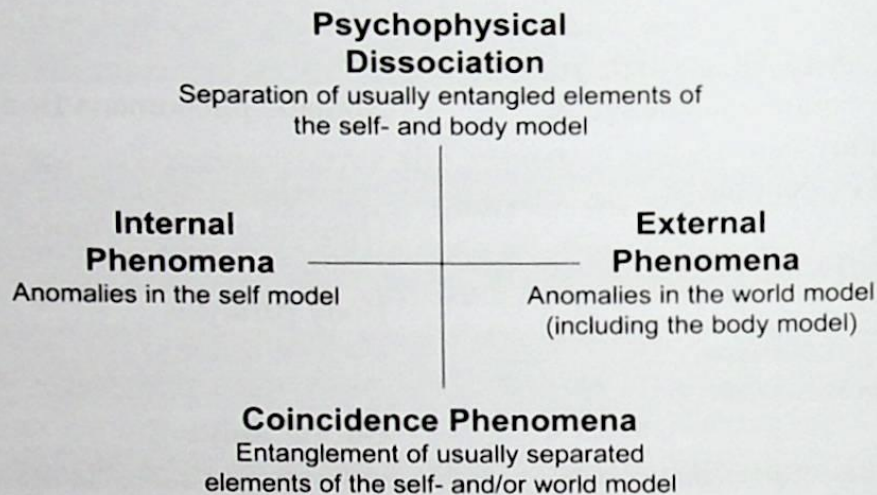 Psychophysical
Dissociation
Separation of usually entangled elements of
the self- and body model
Internal
Phenomena
Anomalies in the self model
External
Phenomena
Anomalies in the world model
(including the body model)
Coincidence Phenomena
Entanglement of usually separated
elements of the self- and/or world model